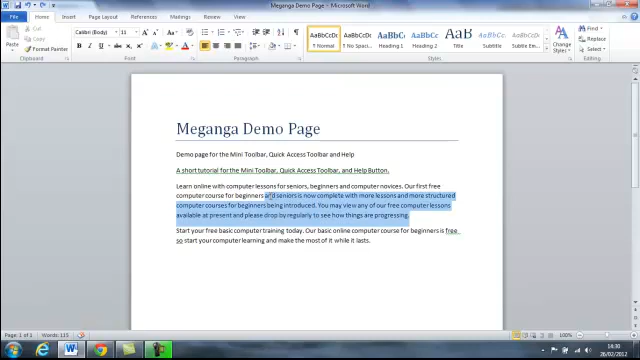 Meganga Demo Page - Microsoft Word
File Home Insert Page Layout References Mailings Review View
Cut
Copy
Paste Format Painter
Clipboard
Calibri (Body) 11
Font
Paragraph
AaBbCcDc AaBbCcDc AaBbCc AaBbCc AaB AaBbCc. AaBbCcDc
¶ Normal ¶ No Spaci... Heading 1 Heading 2 Title Subtitle Subtle Em...
Styles
Change Styles
Find
Replace
Select
Editing
Meganga Demo Page
Demo page for the Mini Toolbar, Quick Access Toolbar and Help
A short tutorial for the Mini Toolbar, Quick Access Toolbar, and Help Button.
Learn online with computer lessons for seniors, beginners and computer novices. Our first free
computer course for beginners and seniors is now complete with more lessons and more structured
computer courses for beginners being introduced. You may view any of our free computer lessons
available at present and please drop by regularly to see how things are progressing.
Start your free basic computer training today. Our basic online computer course for beginners is free
so start your computer learning and make the most of it while it lasts.
Page: 1 of 1 Words: 115 100%
14:30
26/02/2012